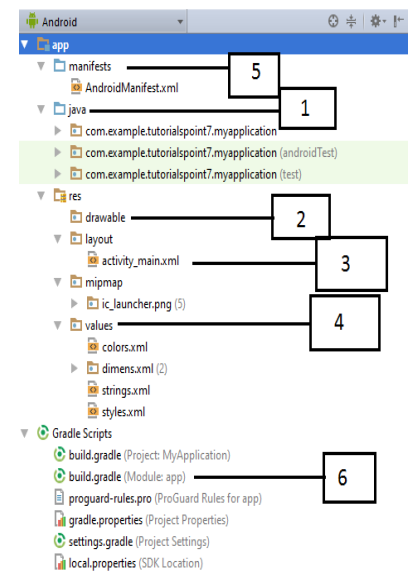 Android
app
manifests
5
AndroidManifest.xml
java
1
com.example.tutorialspoint7.myapplication
com.example.tutorialspoint7.myapplication (androidTest)
com.example.tutorialspoint7.myapplication (test)
res
drawable
2
layout
activity_main.xml
3
mipmap
ic_launcher.png (5)
values
4
colors.xml
dimens.xml (2)
strings.xml
styles.xml
Gradle Scripts
build.gradle (Project: MyApplication)
build.gradle (Module: app)
6
proguard-rules.pro (ProGuard Rules for app)
gradle.properties (Project Properties)
settings.gradle (Project Settings)
local.properties (SDK Location)